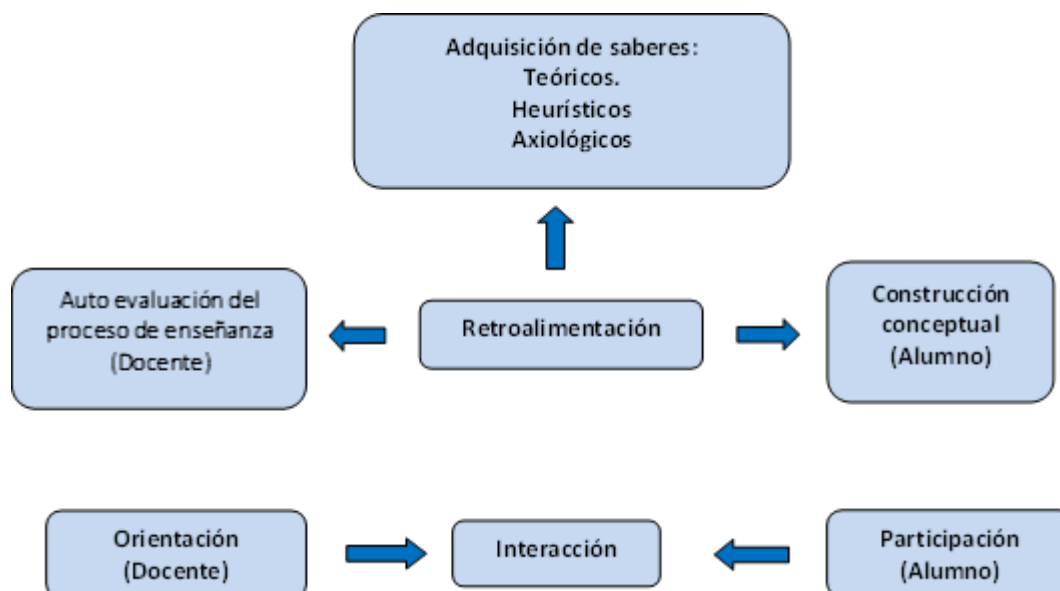 Adquisición de saberes:
Teóricos.
Heurísticos
Axiológicos
Auto evaluación del
proceso de enseñanza
(Docente)
Retroalimentación
Construcción
conceptual
(Alumno)
Orientación
(Docente)
Interacción
Participación
(Alumno)